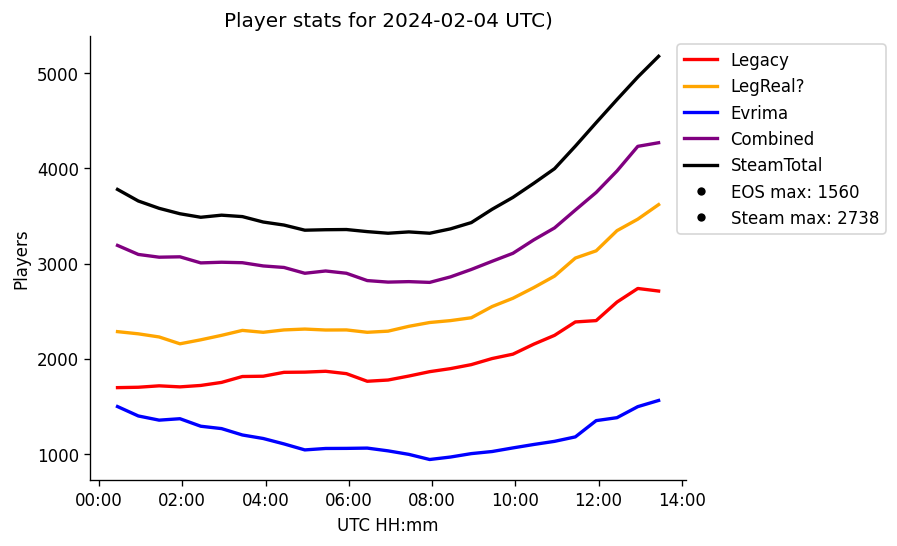 Player stats for 2024-02-04 UTC)
Players
5000
4000
3000
2000
1000
00:00 02:00 04:00 06:00 08:00 10:00 12:00 14:00
UTC HH:mm
Legacy
LegReal?
Evrima
Combined
SteamTotal
EOS max: 1560
Steam max: 2738